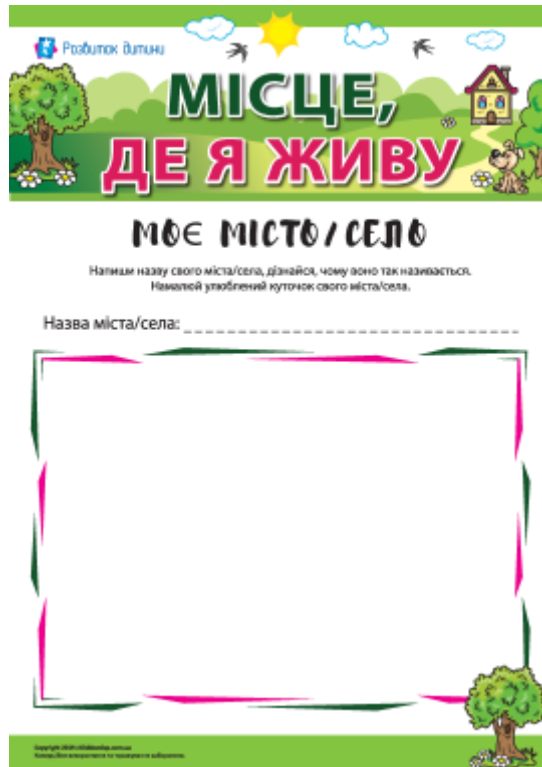 Розвиток дитини
МІСЦЕ,
ДЕ Я ЖИВУ
МОЄ МІСТО/СЕЛО
Напиши назву свого міста/села, дізнайся, чому воно так називається.
Намалюй улюблений куточок свого міста/села.
Назва міста/села: